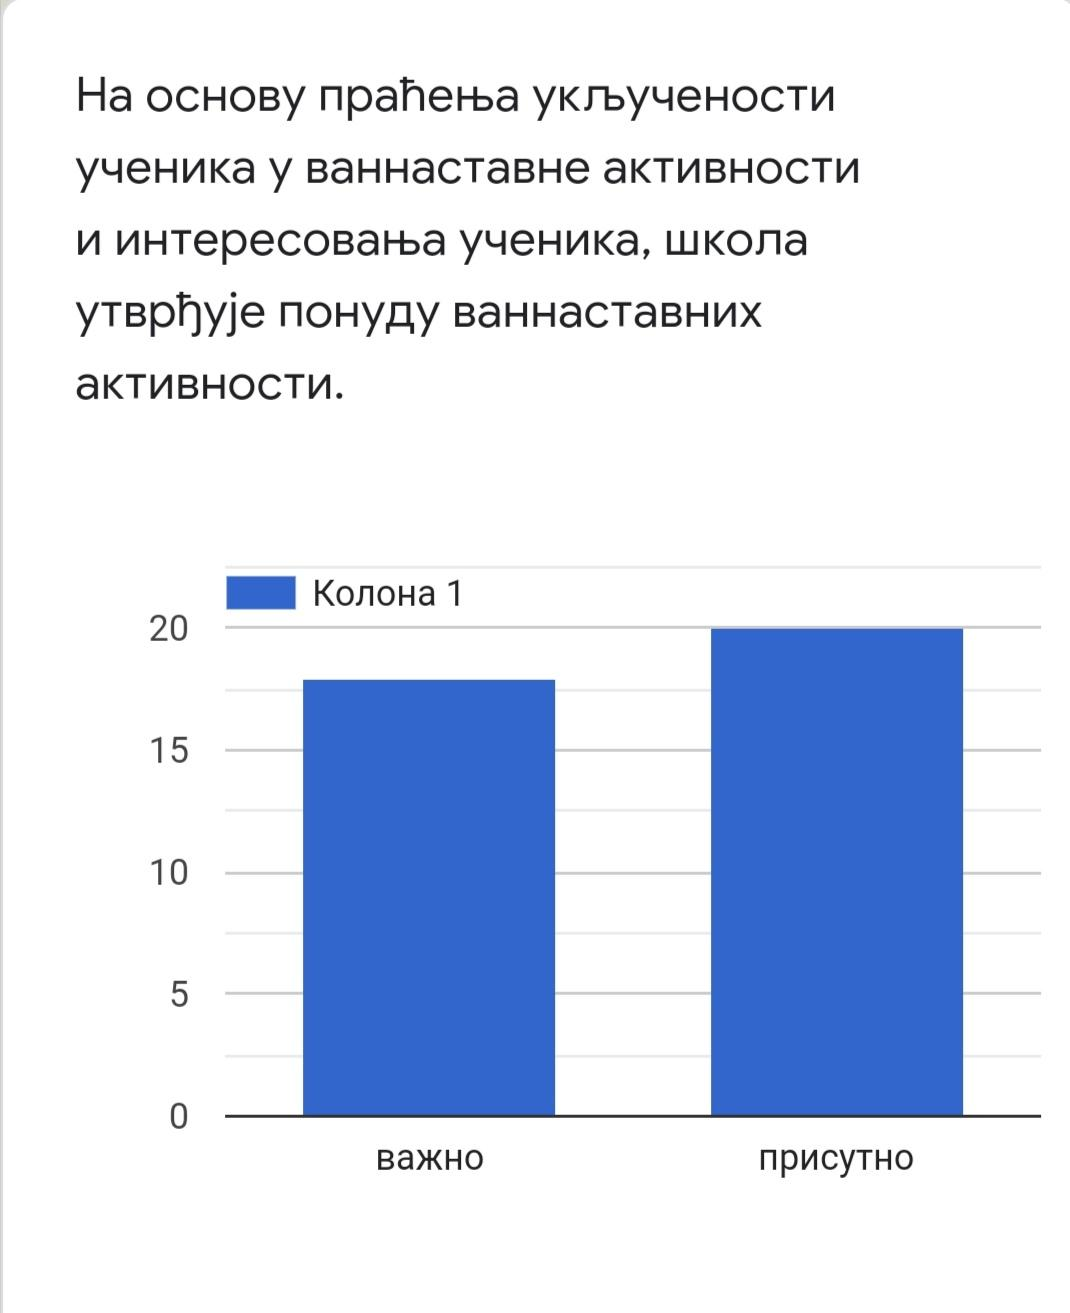 На основу праћења укључености
ученика у ваннаставне активности
и интересовања ученика, школа
утврђује понуду ваннаставних
активности.
Колона 1
20
15
10
5
0
важно
присутно